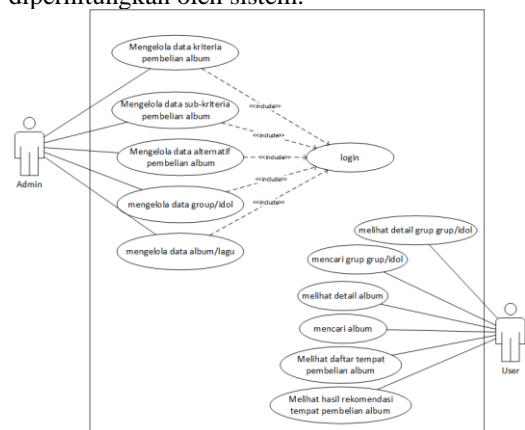 diperhitungkan oleh sistem.
Mengelola data kriteria
pembelian album
Mengelola data sub-kriteria
pembelian album
<<include>>
<<include>>
Mengelola data alternatif
pembelian album
<<include>>
login
Admin
<<include>>
mengelola data group/idol
<<include>>
mengelola data album/lagu
melihat detail grup grup/idol
mencari grup grup/idol
melihat detail album
mencari album
Melihat daftar tempat
pembelian album
User
Melihat hasil rekomendasi
tempat pembelian album